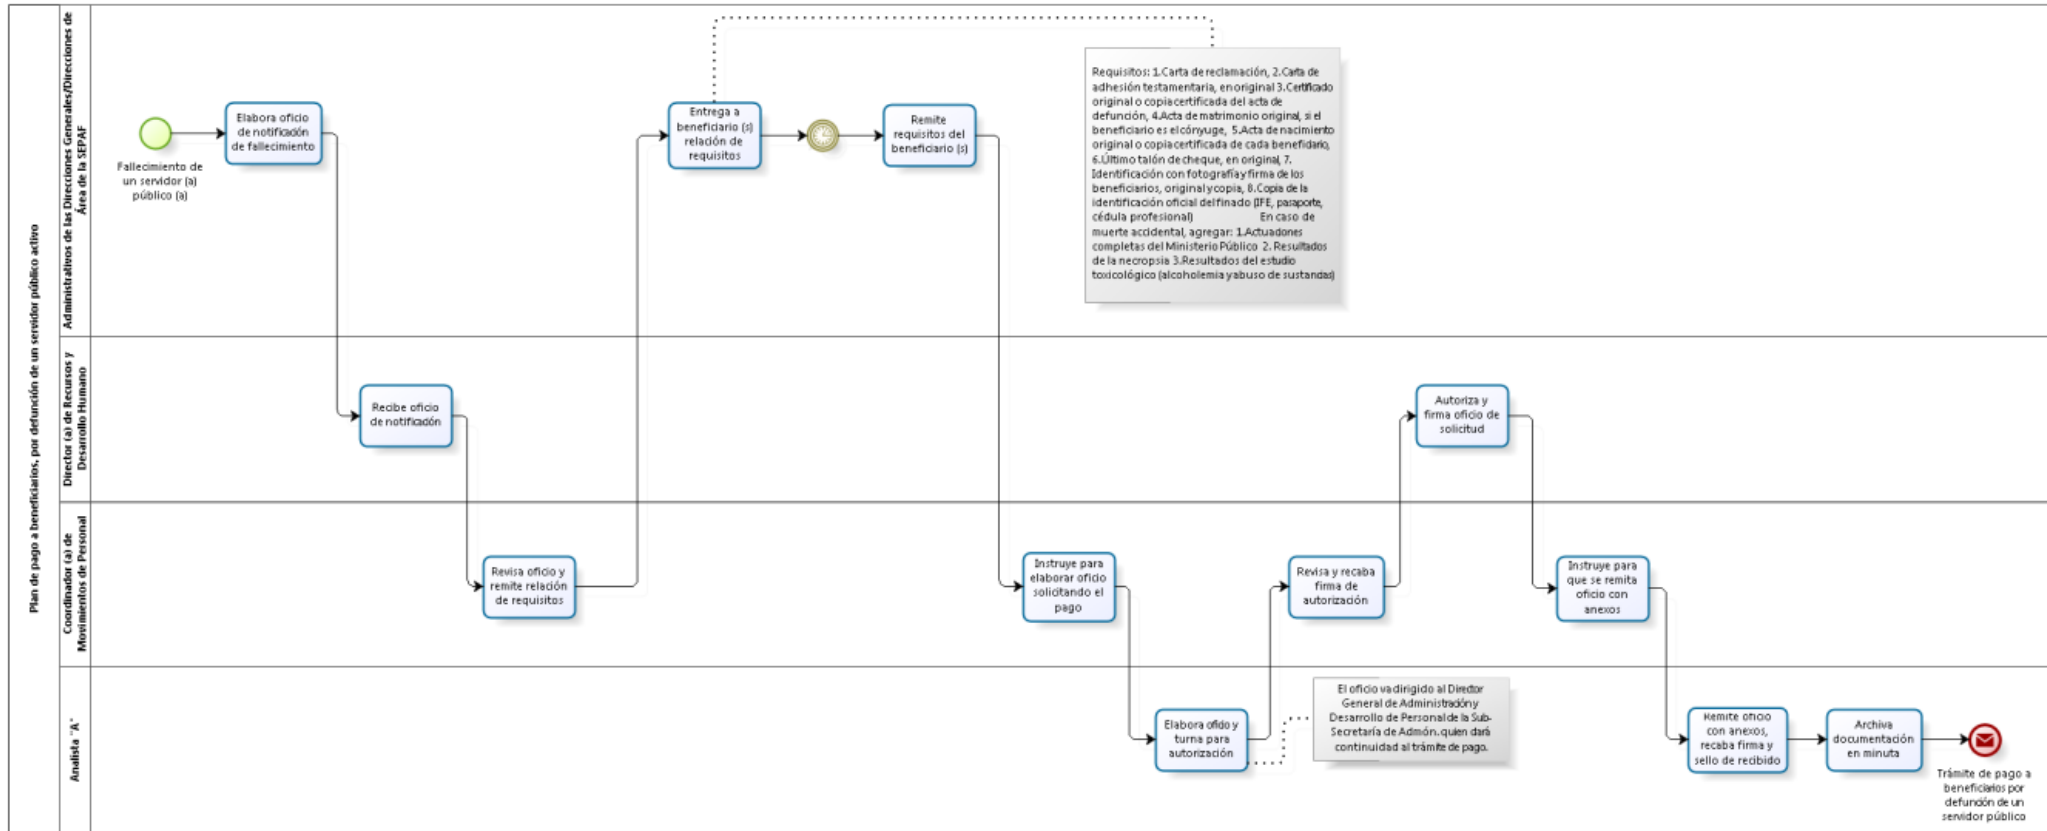 Plan de pago a beneficiarios, por defunción de un servidor público activo
Administrativos de las Direcciones Generales/Direcciones de
Área de la SEPAF
Fallecimiento de
un servidor (a)
público (a)
Elabora oficio
de notificación
de fallecimiento
Entrega a
beneficiario (s)
relación de
requisitos
Remite
requisitos del
beneficiario (s)
Requisitos: 1.Carta de reclamación, 2.Carta de
adhesión testamentaria, en original 3.Certificado
original o copia certificada del acta de
defunción, 4.Acta de matrimonio original, si el
beneficiario es el cónyuge, 5.Acta de nacimiento
original o copia certificada de cada beneficiario,
6.Último talón de cheque, en original, 7.
Identificación con fotografía y firma de los
beneficiarios, original y copia, 8.Copia de la
identificación oficial del finado (IFE, pasaporte,
cédula profesional) En caso de
muerte accidental, agregar: 1.Actuaciones
completas del Ministerio Público 2. Resultados
de la necropsia 3.Resultados del estudio
toxicológico (alcoholemia y abuso de sustancias)
Director (a) de Recursos y
Desarrollo Humano
Recibe oficio
de notificación
Autoriza y
firma oficio de
solicitud
Coordinador (a) de
Movimientos de Personal
Revisa oficio y
remite relación
de requisitos
Instruye para
elaborar oficio
solicitando el
pago
Revisa y recaba
firma de
autorización
Instruye para
que se remita
oficio con
anexos
Analista "A"
Elabora oficio y
turna para
autorización
El oficio va dirigido al Director
General de Administración y
Desarrollo de Personal de la Sub-
Secretaría de Admón. quien dará
continuidad al trámite de pago.
Remite oficio
con anexos,
recaba firma y
sello de recibido
Archiva
documentación
en minuta
Trámite de pago a
beneficiarios por
defunción de un
servidor público